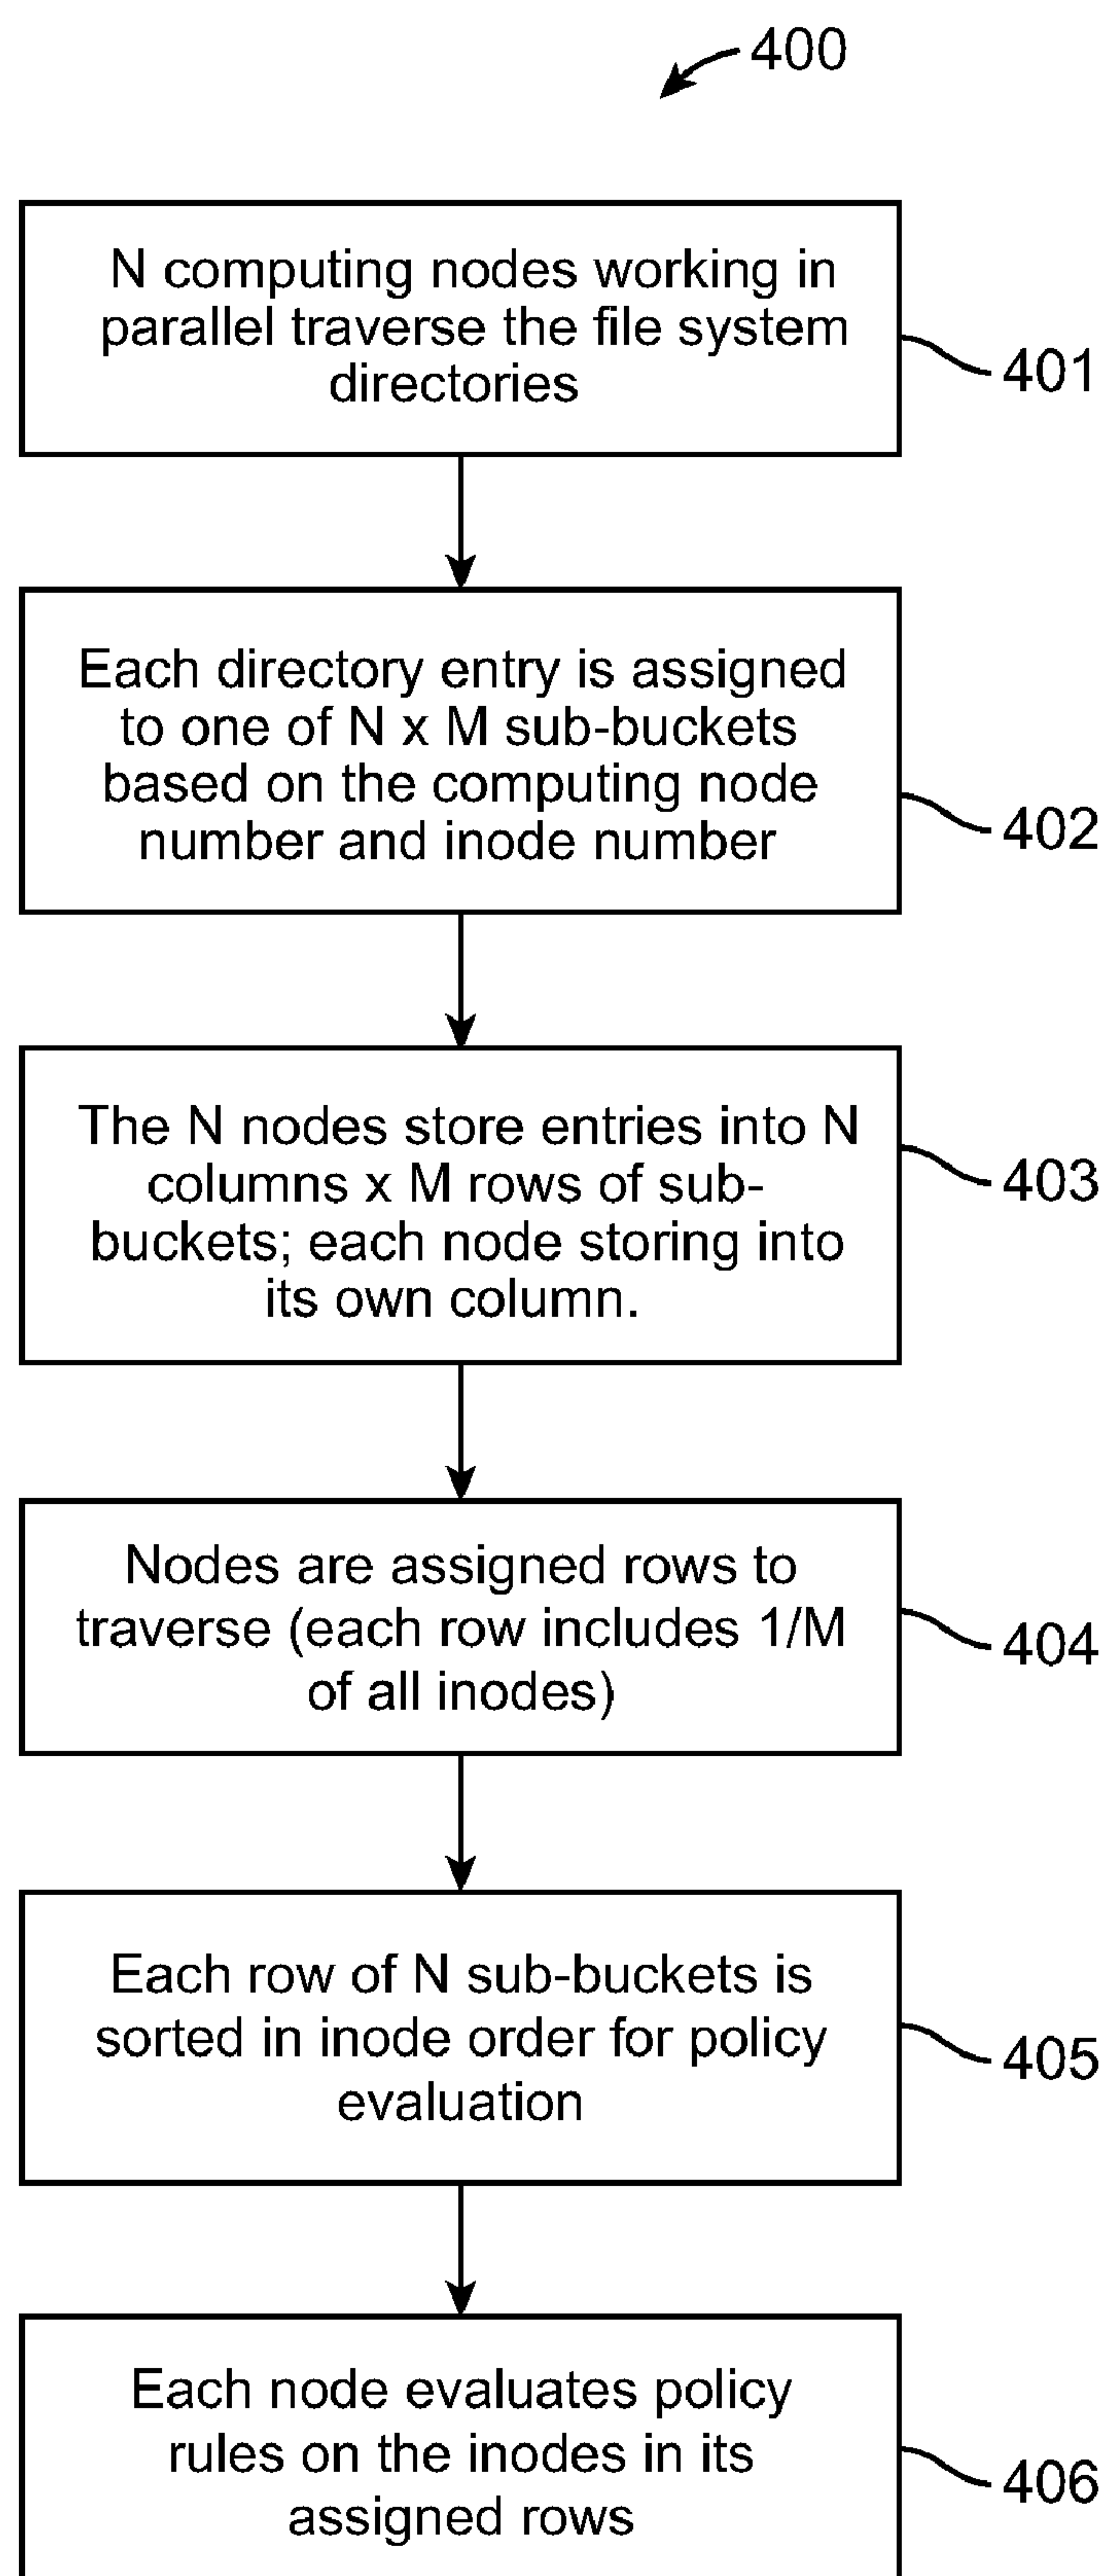 400
N computing nodes working in
parallel traverse the file system
directories
401
Each directory entry is assigned
to one of N x M sub-buckets
based on the computing node
number and inode number
402
The N nodes store entries into N
columns x M rows of sub-
buckets; each node storing into
its own column.
403
Nodes are assigned rows to
traverse (each row includes 1/M
of all inodes)
404
Each row of N sub-buckets is
sorted in inode order for policy
evaluation
405
Each node evaluates policy
rules on the inodes in its
assigned rows
406